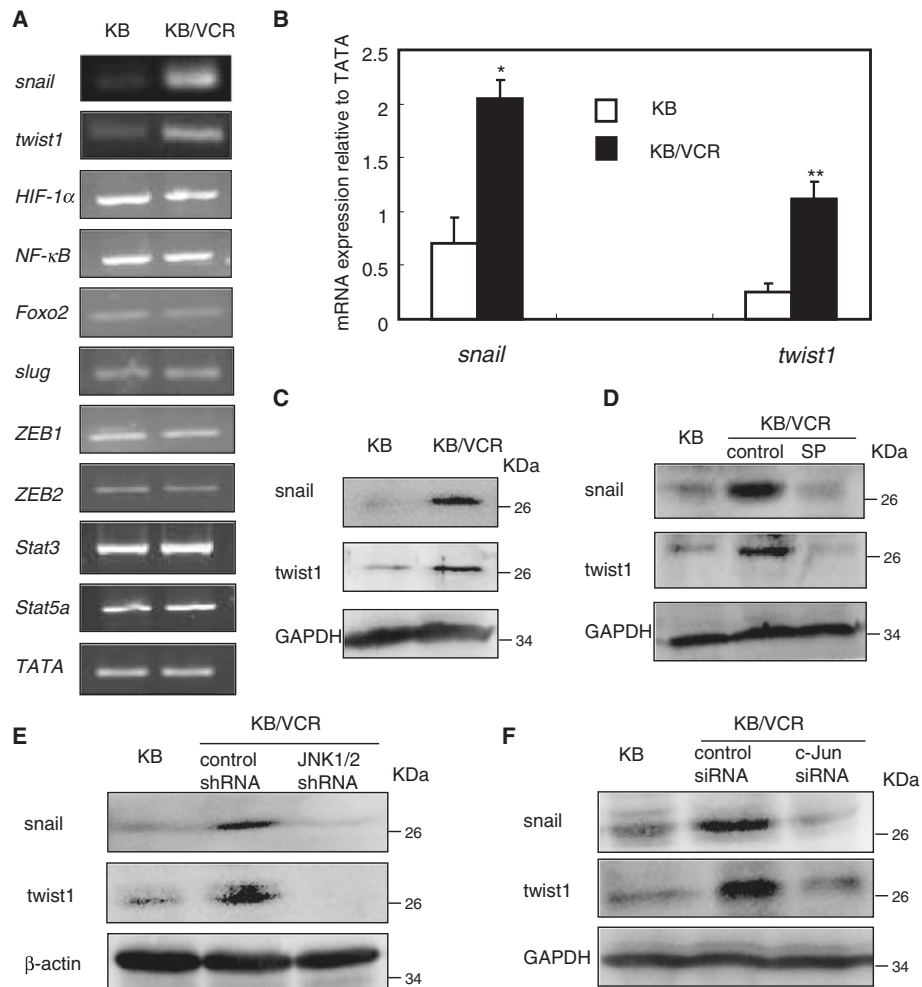 A
KB KB/VCR
snail
twist1
HIF-1α
NF-κB
Foxo2
slug
ZEB1
ZEB2
Stat3
Stat5a
TATA
B
mRNA expression relative to TATA
2.5
2
1.5
1
0.5
0
*
**
KB
KB/VCR
snail twist1
C
KB KB/VCR
KDa
snail
26
twist1
26
GAPDH
34
D
KB/VCR
KB control SP KDa
snail
26
twist1
26
GAPDH
34
E
KB/VCR
KB control JNK1/2
shRNA shRNA KDa
snail
26
twist1
26
β-actin
34
F
KB/VCR
KB control c-Jun
siRNA siRNA KDa
snail
26
twist1
26
GAPDH
34